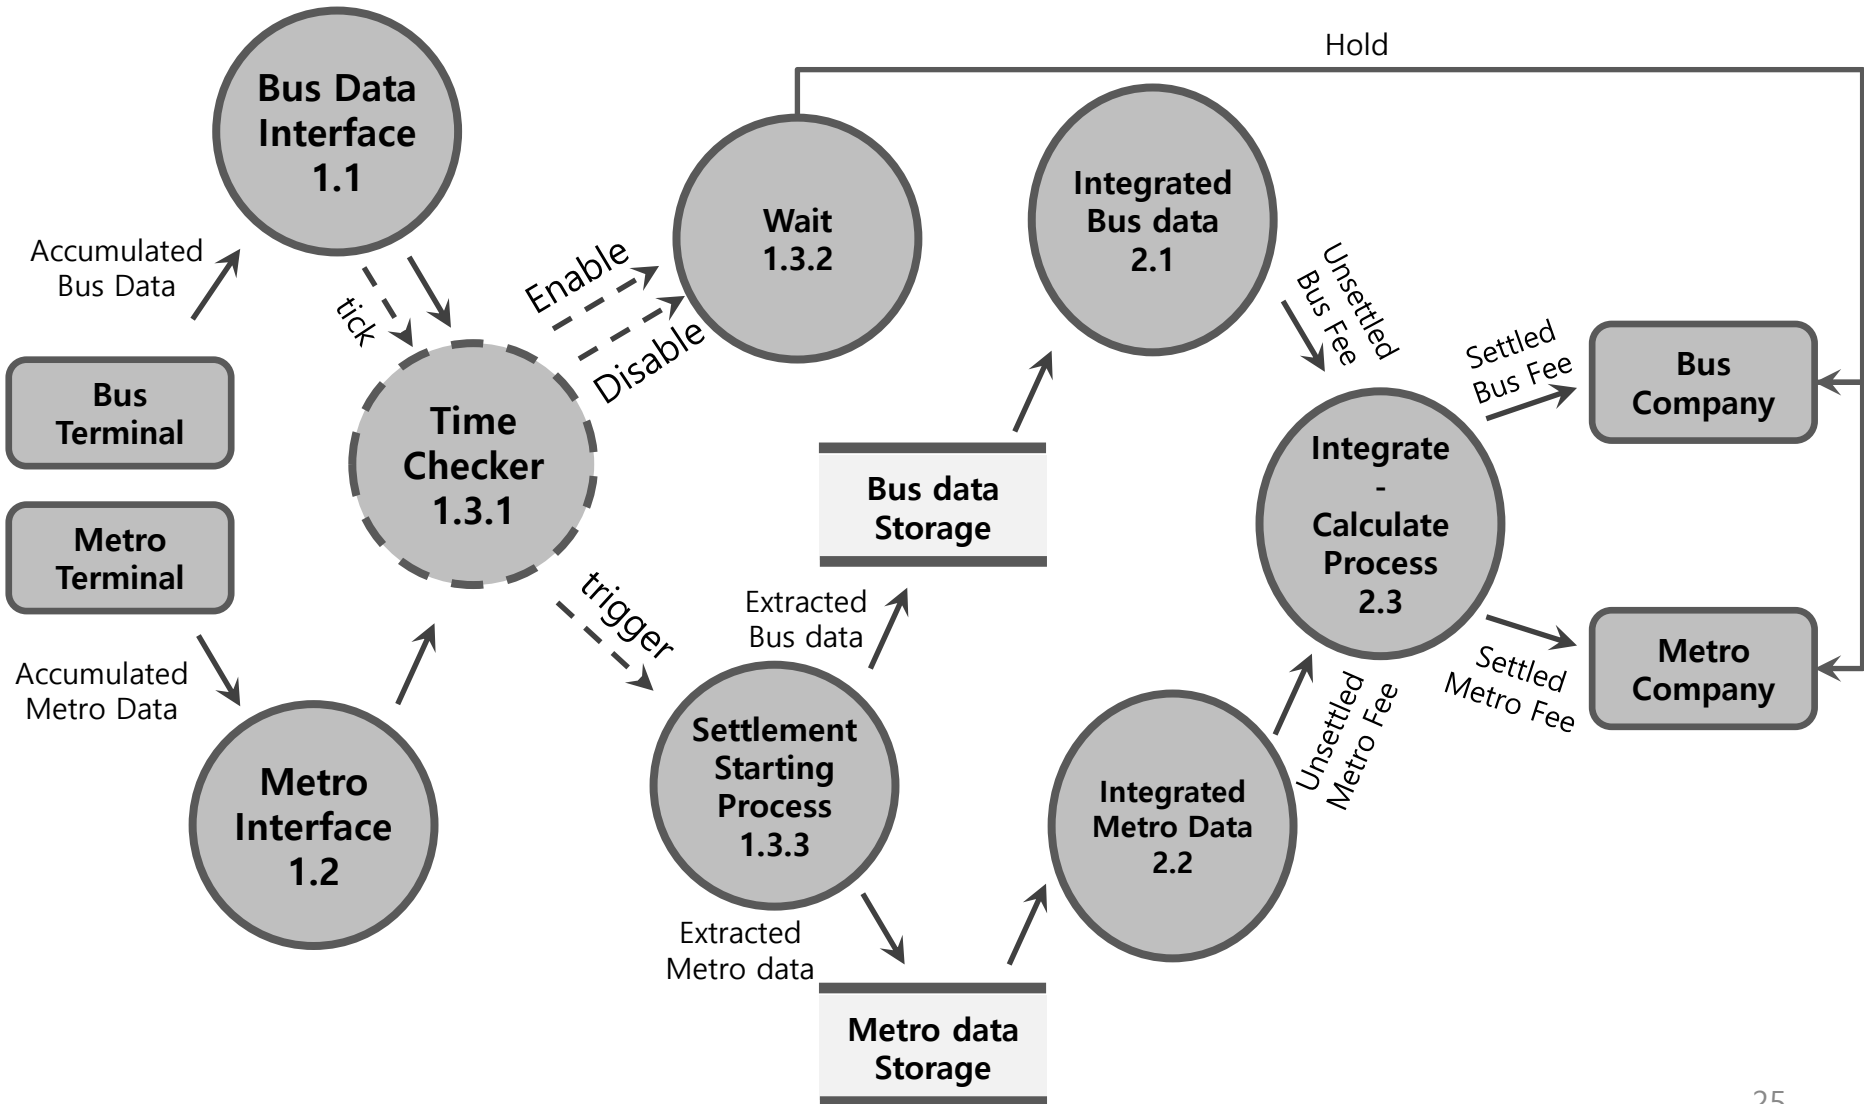 Hold
Bus Data
Interface
1.1
Accumulated
Bus Data
tick
Enable
Disable
Wait
1.3.2
Integrated
Bus data
2.1
Unsettled
Bus Fee
Settled
Bus Fee
Bus
Company
Bus
Terminal
Metro
Terminal
Time
Checker
1.3.1
Bus data
Storage
Integrate
-
Calculate
Process
2.3
trigger
Extracted
Bus data
Accumulated
Metro Data
Metro
Interface
1.2
Settlement
Starting
Process
1.3.3
Extracted
Metro data
Metro data
Storage
Integrated
Metro Data
2.2
Unsettled
Metro Fee
Settled
Metro Fee
Metro
Company
25